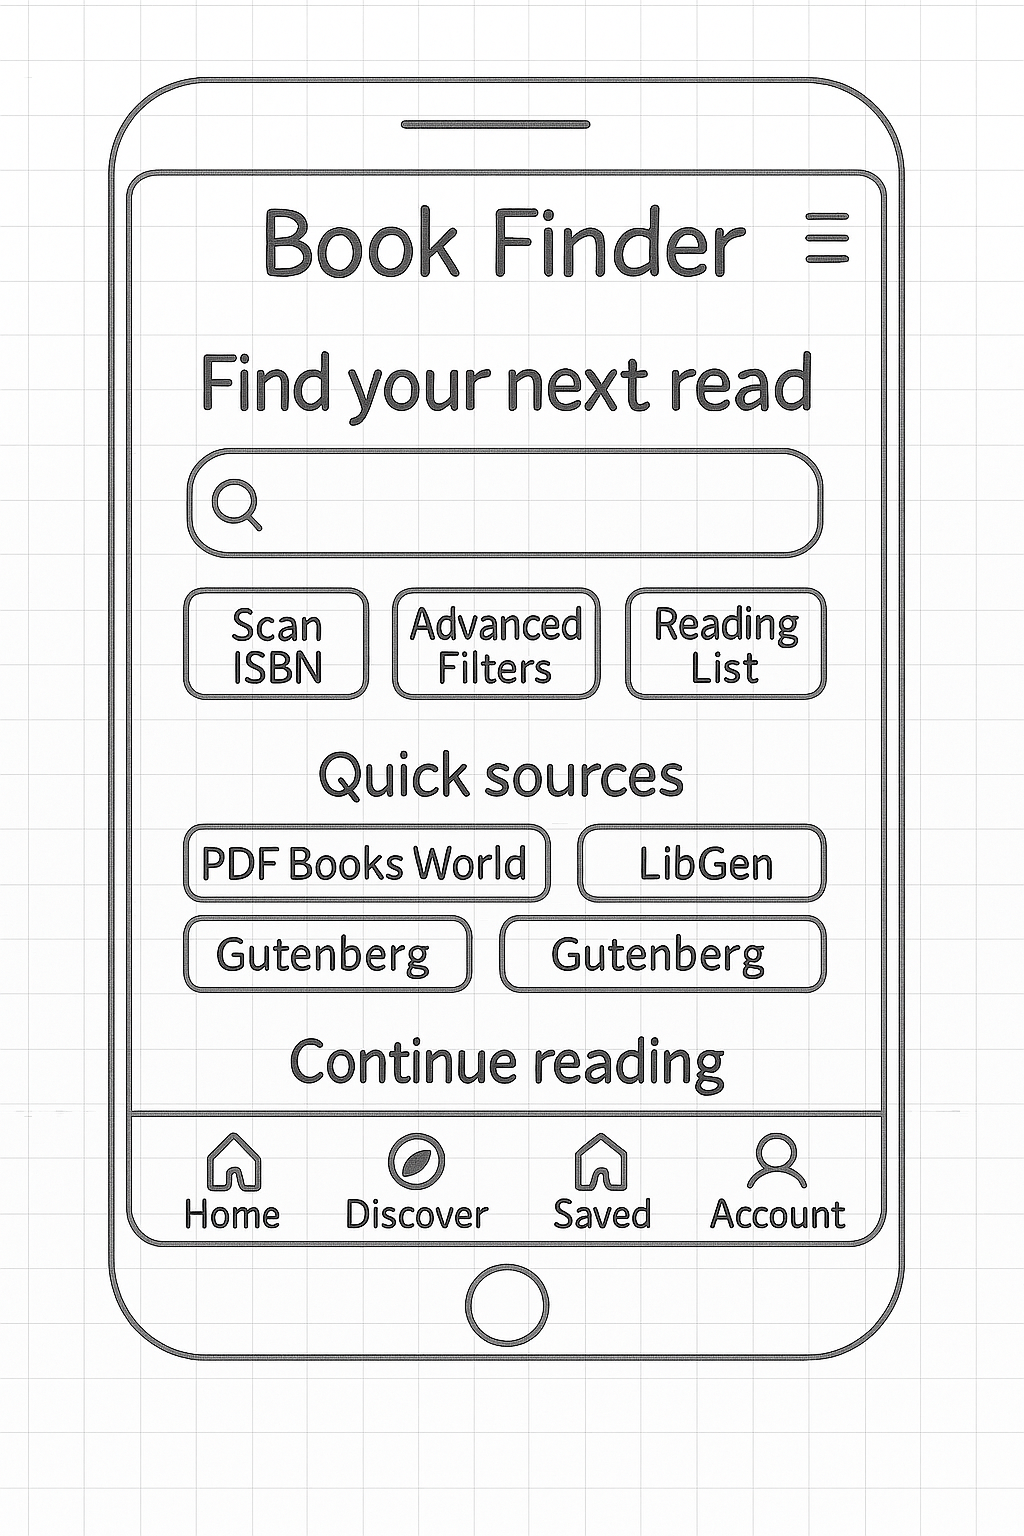 Book Finder
Find your next read
Scan
ISBN
Advanced
Filters
Reading
List
Quick sources
PDF Books World
LibGen
Gutenberg
Gutenberg
Continue reading
Home
Discover
Saved
Account